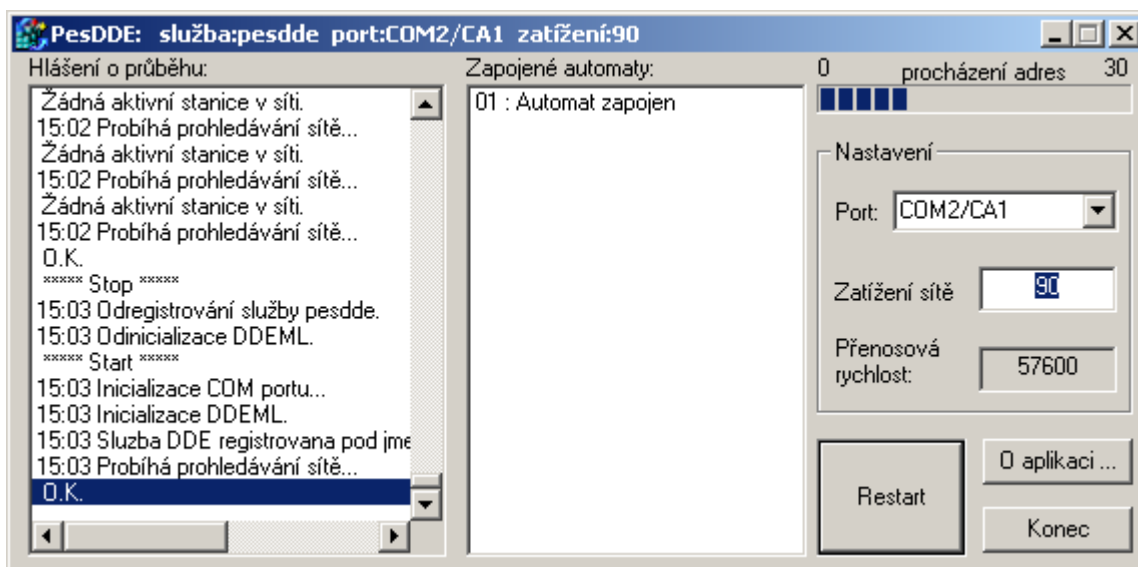 PesDDE: služba:pesdde port:COM2/CA1 zatížení:90
Hlášení o průběhu:
Žádná aktivní stanice v síti.
15:02 Probíhá prohledávání sítě...
Žádná aktivní stanice v síti.
15:02 Probíhá prohledávání sítě...
Žádná aktivní stanice v síti.
15:02 Probíhá prohledávání sítě...
O.K.
***** Stop *****
15:03 Odregistrování služby pesdde.
15:03 Odinicializace DDEML.
***** Start *****
15:03 Inicializace COM portu...
15:03 Inicializace DDEML.
15:03 Sluzba DDE registrovana pod jme
15:03 Probíhá prohledávání sítě...
O.K.
Zapojené automaty:
01 : Automat zapojen
0 procházení adres 30
Nastavení
Port: COM2/CA1
Zatížení sítě 90
Přenosová
rychlost: 57600
Restart
O aplikaci ...
Konec